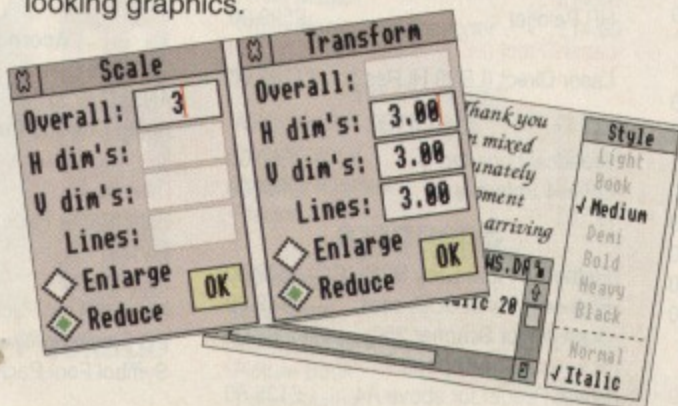 looking graphics.
Scale
Overall: 3
H dim's:
V dim's:
Lines:
Enlarge
Reduce
OK
Transform
Overall:
H dim's: 3.00
V dim's: 3.00
Lines: 3.00
Enlarge
Reduce
OK
Thank you
mixed
arriving
20
Style
Light
Book
√ Medium
Demi
Bold
Heavy
Black
Normal
√ Italic